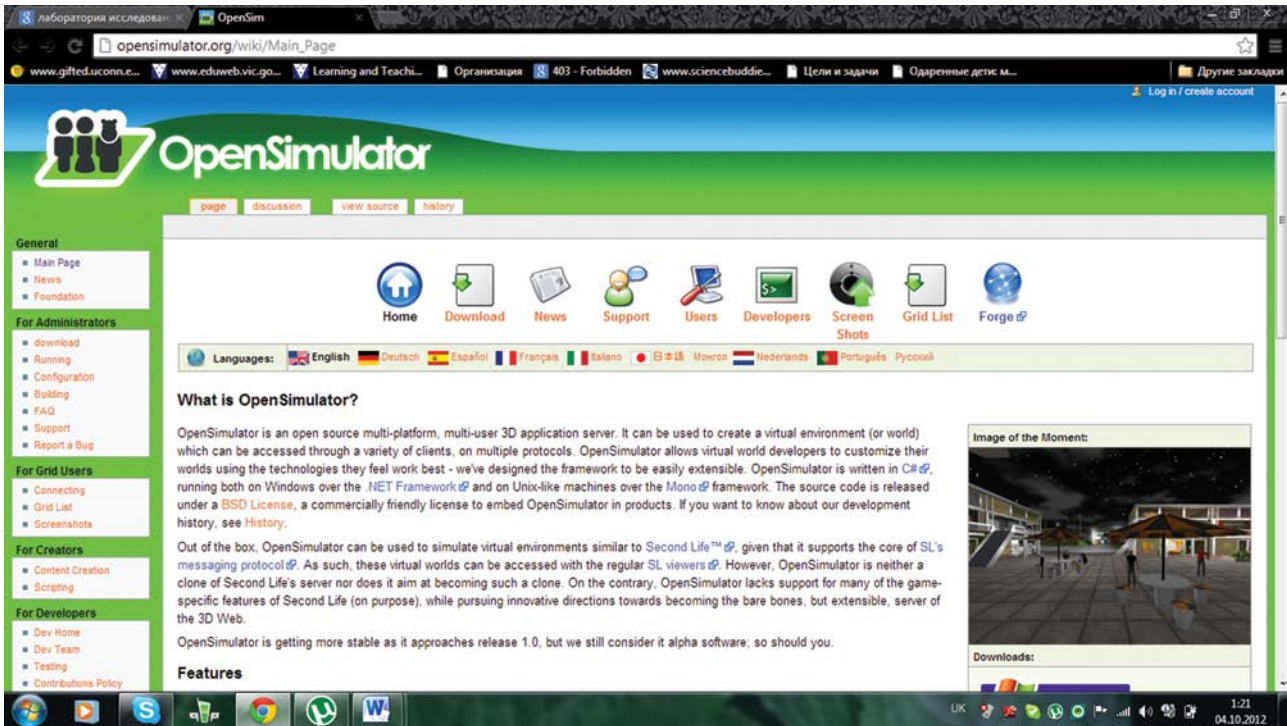 лаборатория исследован
OpenSim
opensimulator.org/wiki/Main_Page
www.gifted.uconn.e... www.eduweb.vic.go... Learning and Teachi... Организация 403 - Forbidden www.sciencebuddie... Цели и задачи Одаренные дети: м... Другие закладки
Log in / create account
OpenSimulator
page discussion view source history
General
Main Page
News
Foundation
For Administrators
download
Running
Configuration
Building
FAQ
Support
Report a Bug
For Grid Users
Connecting
Grid List
Screenshots
For Creators
Content Creation
Scripting
For Developers
Dev Home
Dev Team
Testing
Contributions Policy
Home Download News Support Users Developers Screen Shots Grid List Forge
Languages: English Deutsch Español Français Italiano 日本語 Nederlands Português Русский
What is OpenSimulator?
OpenSimulator is an open source multi-platform, multi-user 3D application server. It can be used to create a virtual environment (or world)
which can be accessed through a variety of clients, on multiple protocols. OpenSimulator allows virtual world developers to customize their
worlds using the technologies they feel work best - we've designed the framework to be easily extensible. OpenSimulator is written in C#,
running both on Windows over the .NET Framework and on Unix-like machines over the Mono framework. The source code is released
under a BSD License, a commercially friendly license to embed OpenSimulator in products. If you want to know about our development
history, see History.
Out of the box, OpenSimulator can be used to simulate virtual environments similar to Second Life™, given that it supports the core of SL's
messaging protocol. As such, these virtual worlds can be accessed with the regular SL viewers. However, OpenSimulator is neither a
clone of Second Life's server nor does it aim at becoming such a clone. On the contrary, OpenSimulator lacks support for many of the game-
specific features of Second Life (on purpose), while pursuing innovative directions towards becoming the bare bones, but extensible, server of
the 3D Web.
OpenSimulator is getting more stable as it approaches release 1.0, but we still consider it alpha software; so should you.
Features
Image of the Moment:
Downloads:
UK
1:21
04.10.2012